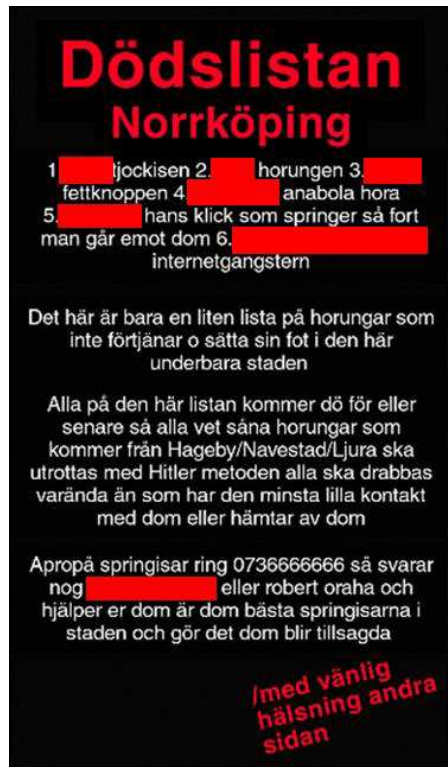 Dödslistan
Norrköping
1 tjockisen 2. horungen 3.
fettknoppen 4 anabola hora
5. hans klick som springer så fort
man går emot dom 6.
internetgangstern
Det här är bara en liten lista på horungar som
inte förtjänar o sätta sin fot i den här
underbara staden
Alla på den här listan kommer dö för eller
senare så alla vet såna horungar som
kommer från Hageby/Navestad/Ljura ska
utrottas med Hitler metoden alla ska drabbas
varända än som har den minsta lilla kontakt
med dom eller hämtar av dom
Apropå springisar ring 0736666666 så svarar
nog eller robert oraha och
hjälper er dom är dom bästa springisarna i
staden och gör det dom blir tillsagda
/med vänlig
hälsning andra
sidan